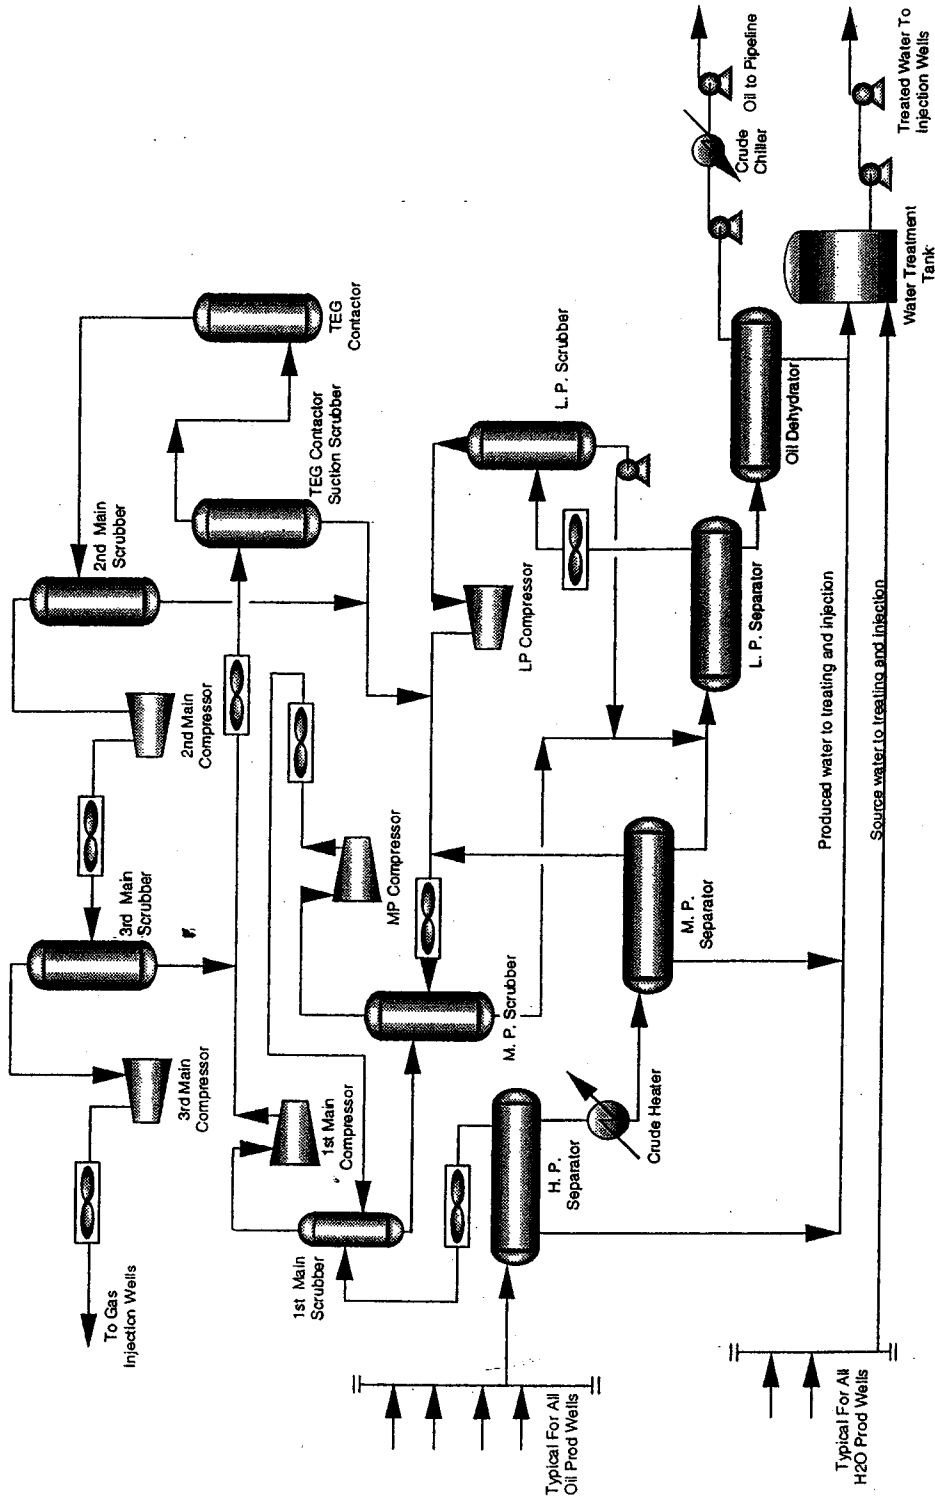 To Gas
Injection Wells
3rd Main
Compressor
3rd Main
Scrubber
2nd Main
Compressor
2nd Main
Scrubber
TEG
Contactor
TEG Contactor
Suction Scrubber
1st Main
Scrubber
1st Main
Compressor
MP Compressor
M. P. Scrubber
LP Compressor
L. P. Scrubber
H. P.
Separator
Crude Heater
M. P.
Separator
L. P. Separator
Oil Dehydrator
Crude
Chiller
Oil to Pipeline
Typical For All
Oil Prod Wells
Produced water to treating and injection
Source water to treating and injection
Water Treatment
Tank
Treated Water To
Injection Wells
Typical For All
H2O Prod Wells